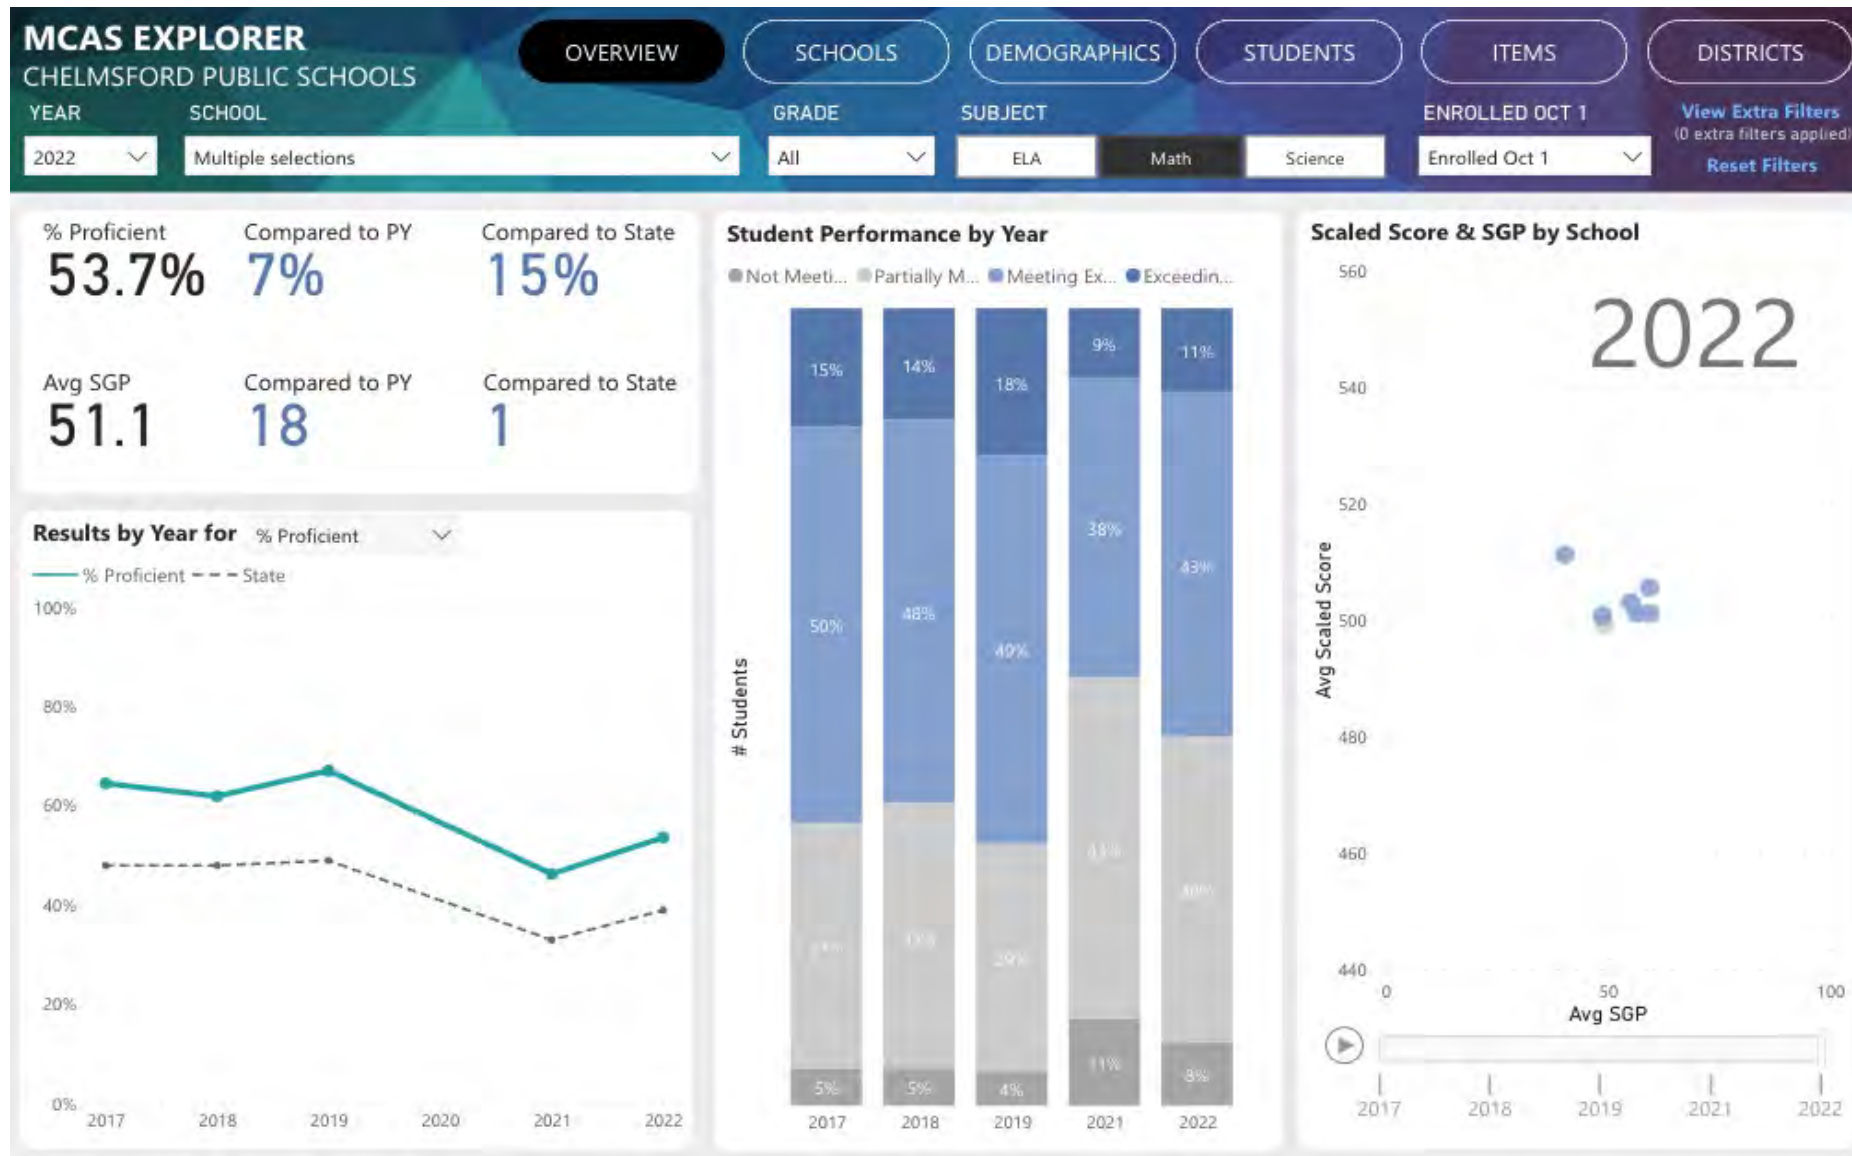 MCAS EXPLORER
CHELMSFORD PUBLIC SCHOOLS
OVERVIEW
SCHOOLS
DEMOGRAPHICS
STUDENTS
ITEMS
DISTRICTS
YEAR
SCHOOL
GRADE
SUBJECT
ENROLLED OCT 1
View Extra Filters
(0 extra filters applied)
Reset Filters
2022
Multiple selections
All
ELA
Math
Science
Enrolled Oct 1
% Proficient
53.7%
Compared to PY
7%
Compared to State
15%
Avg SGP
51.1
Compared to PY
18
Compared to State
1
Results by Year for % Proficient
% Proficient
State
100%
80%
60%
40%
20%
0%
2017 2018 2019 2020 2021 2022
Student Performance by Year
Not Meeti... Partially M... Meeting Ex... Exceedin...
# Students
15% 14% 18% 9% 11%
50% 48% 49% 38% 43%
29% 40%
5% 5% 4% 11% 8%
2017 2018 2019 2021 2022
Scaled Score & SGP by School
2022
Avg Scaled Score
560
540
520
500
480
460
440
0 50 100
Avg SGP
2017 2018 2019 2021 2022